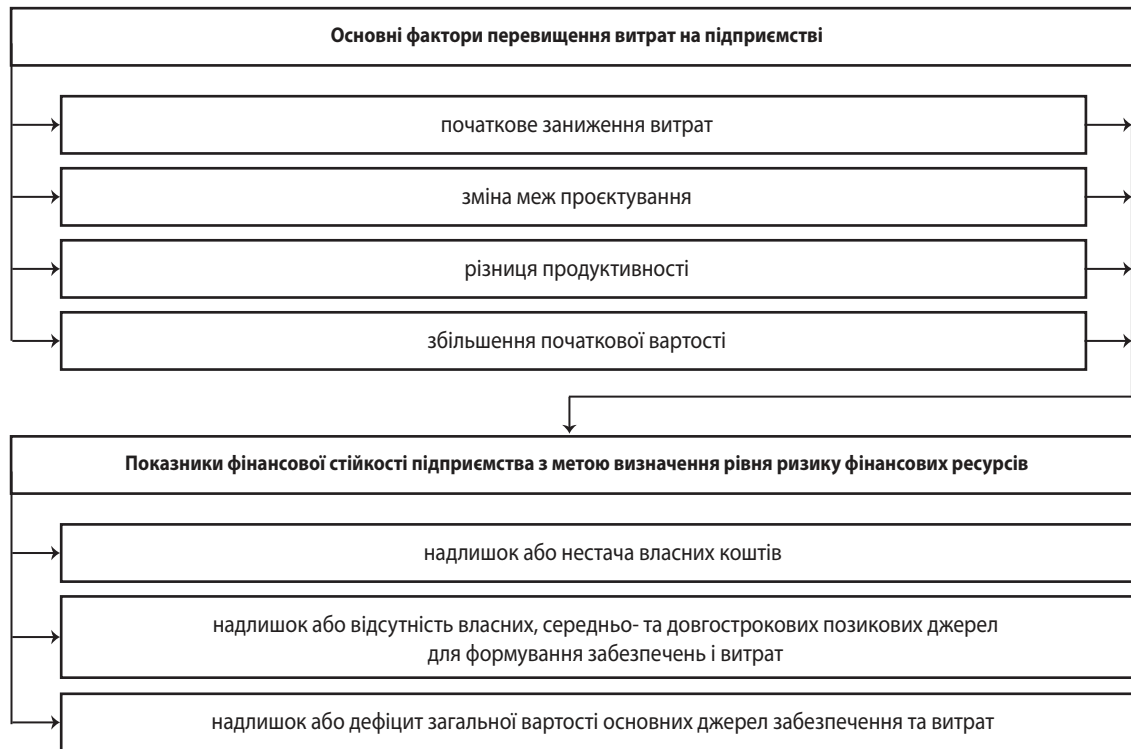 Основні фактори перевищення витрат на підприємстві
початкове заниження витрат
зміна меж проєктування
різниця продуктивності
збільшення початкової вартості
Показники фінансової стійкості підприємства з метою визначення рівня ризику фінансових ресурсів
надлишок або нестача власних коштів
надлишок або відсутність власних, середньо- та довгострокових позикових джерел
для формування забезпечень і витрат
надлишок або дефіцит загальної вартості основних джерел забезпечення та витрат